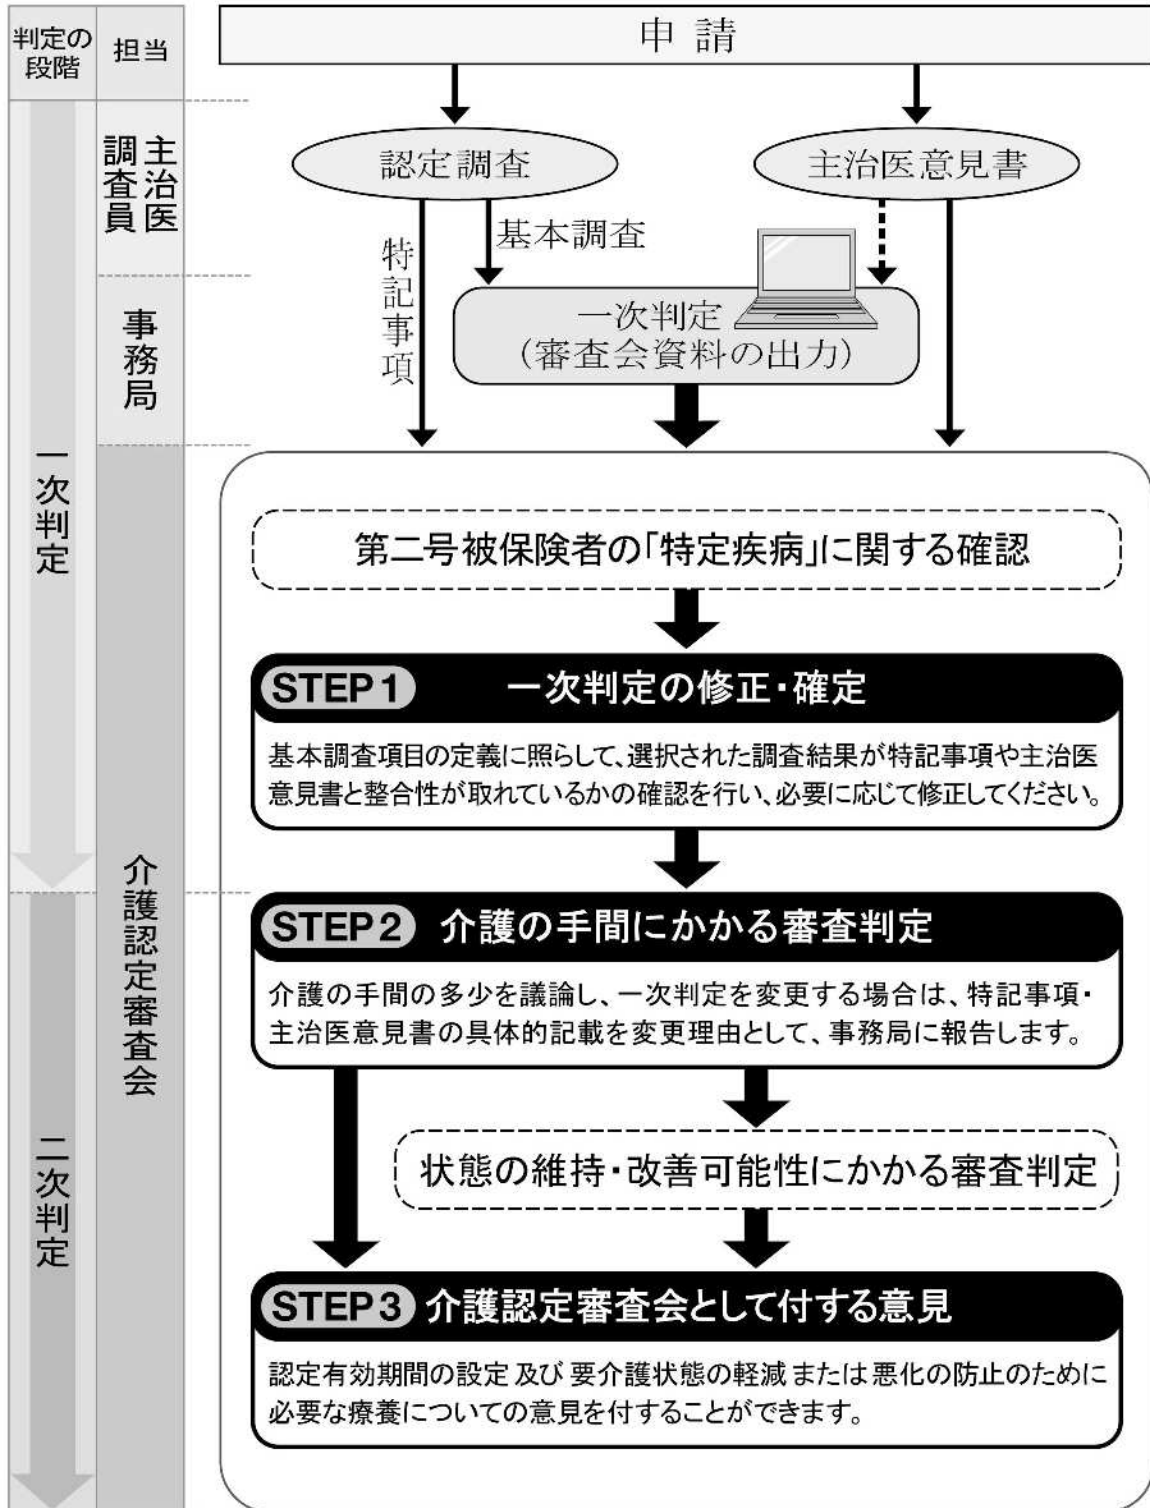 判定の
段階
担当
申請
主治医
調査員
認定調査
主治医意見書
特記事項
基本調査
事務局
一次判定
（審査会資料の出力）
一次判定
第二号被保険者の「特定疾病」に関する確認
STEP1 一次判定の修正・確定
基本調査項目の定義に照らして、選択された調査結果が特記事項や主治医
意見書と整合性が取れているかの確認を行い、必要に応じて修正してください。
介護認定審査会
STEP2 介護の手間にかかる審査判定
介護の手間の多少を議論し、一次判定を変更する場合は、特記事項・
主治医意見書の具体的記載を変更理由として、事務局に報告します。
二次判定
状態の維持・改善可能性にかかる審査判定
STEP3 介護認定審査会として付する意見
認定有効期間の設定及び要介護状態の軽減または悪化の防止のために
必要な療養についての意見を付することができます。